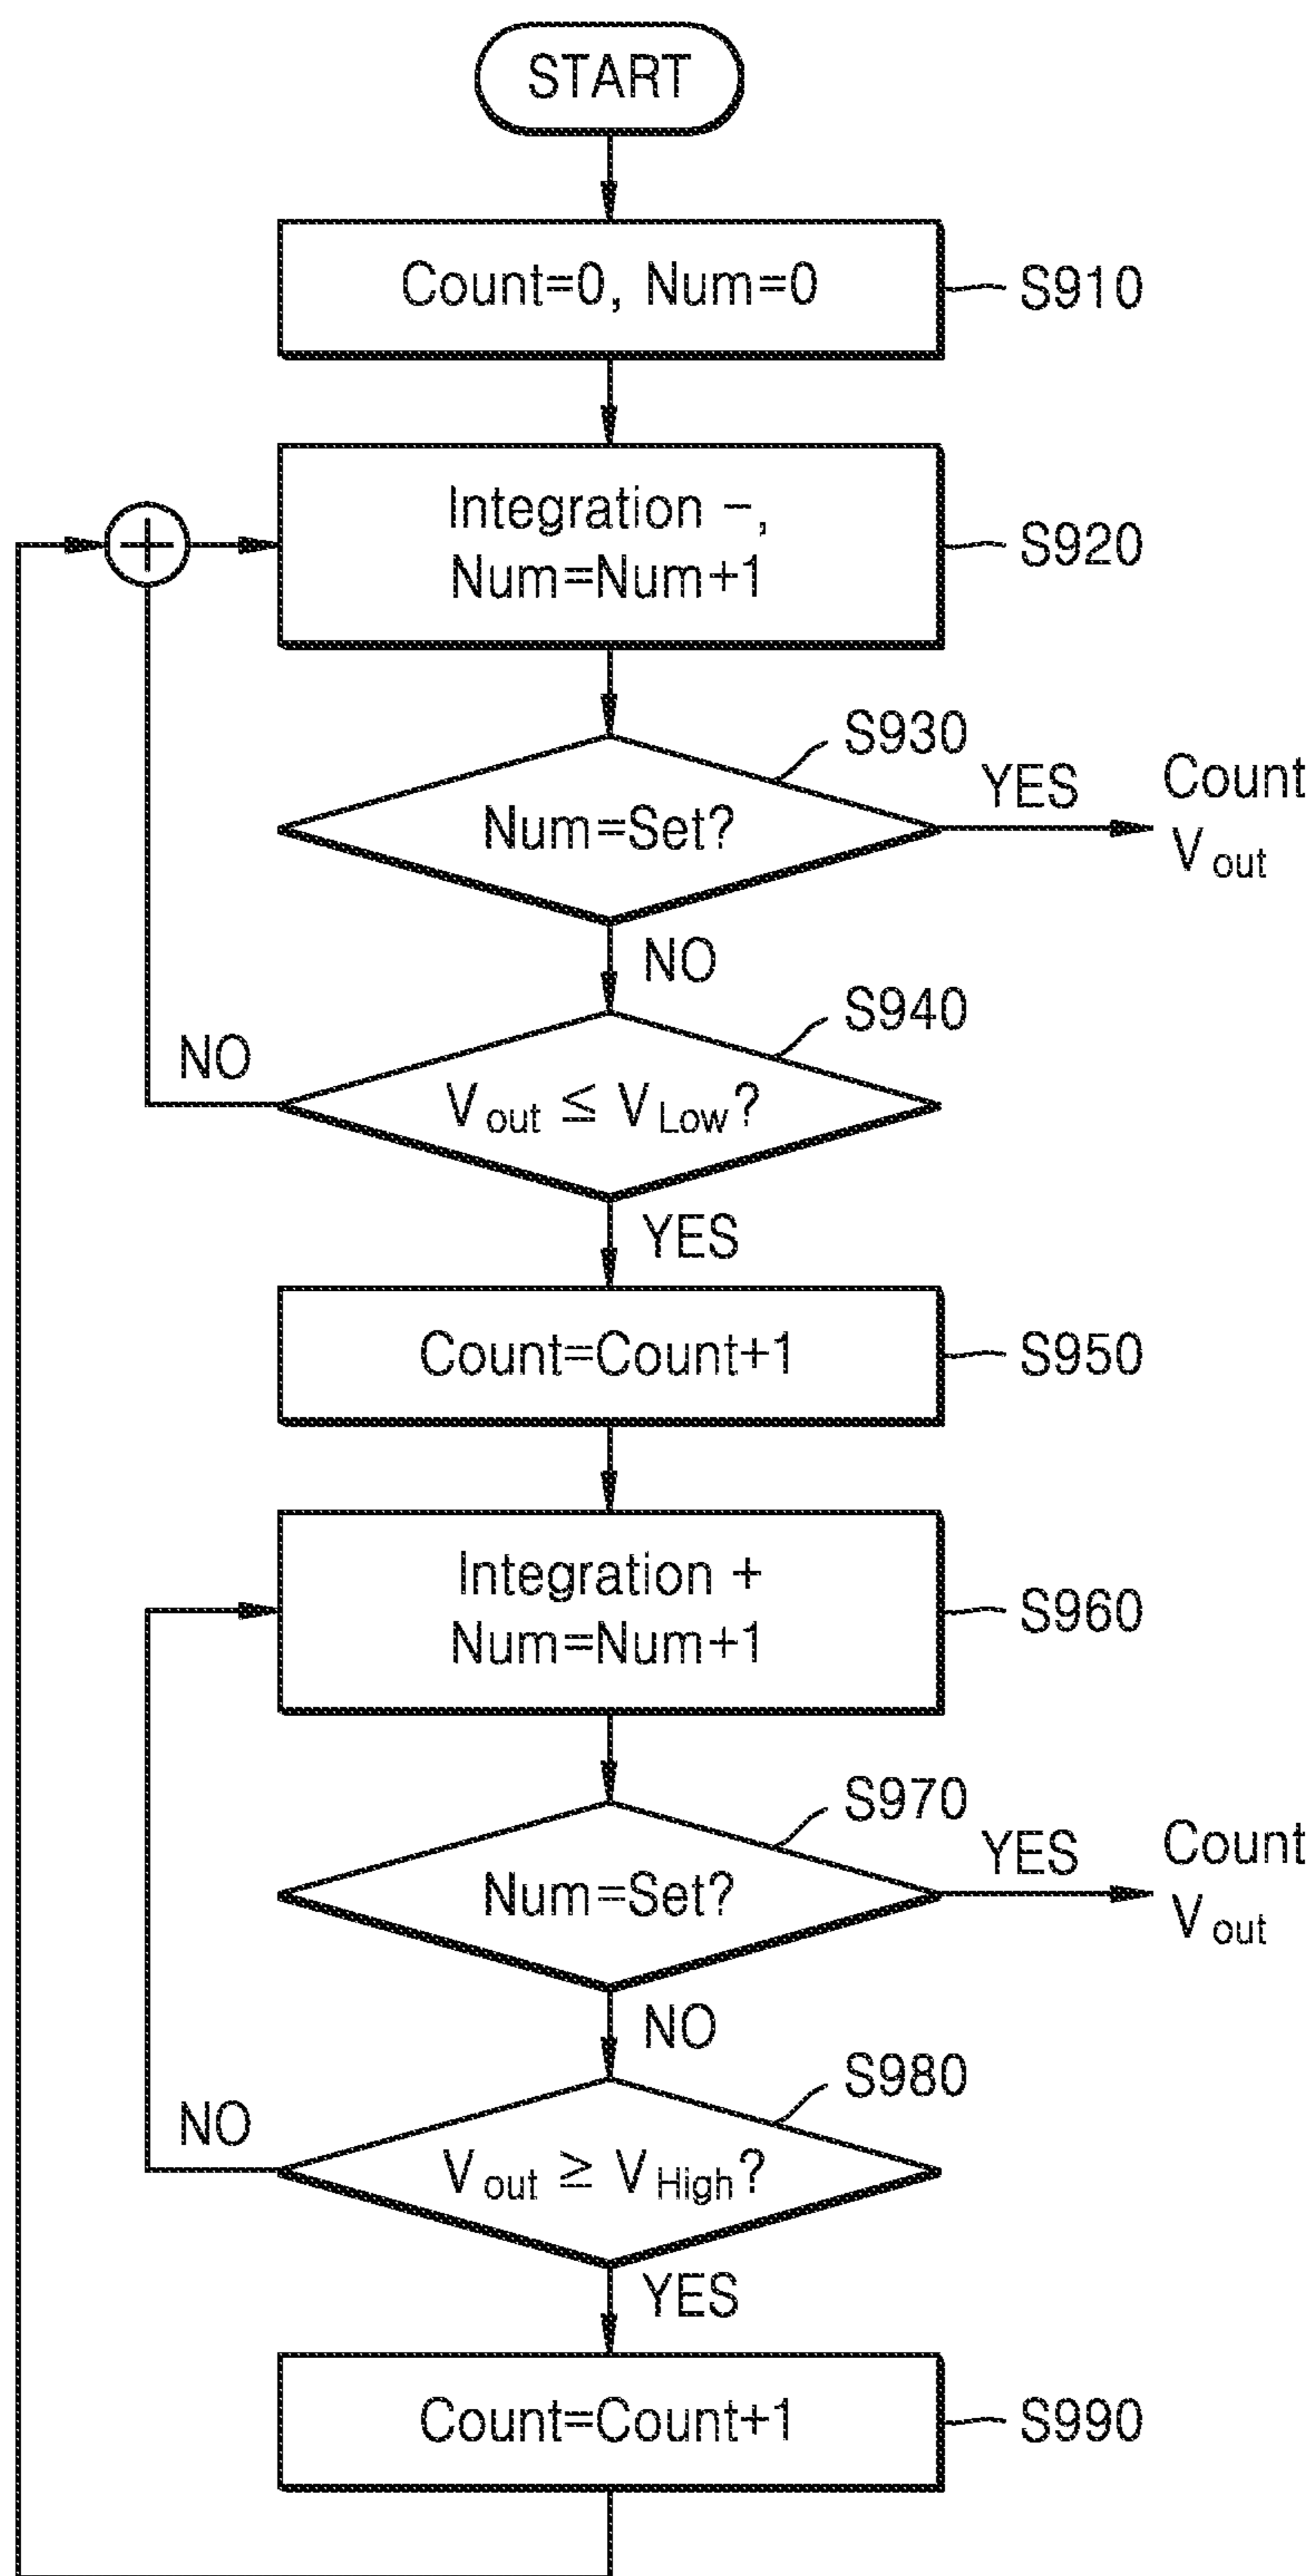 START
Count=0, Num=0
S910
Integration −,
Num=Num+1
S920
S930
Num=Set?
YES
Count
Vout
NO
S940
Vout ≤ VLow?
NO
YES
Count=Count+1
S950
Integration +
Num=Num+1
S960
S970
Num=Set?
YES
Count
Vout
NO
S980
Vout ≥ VHigh?
NO
YES
Count=Count+1
S990